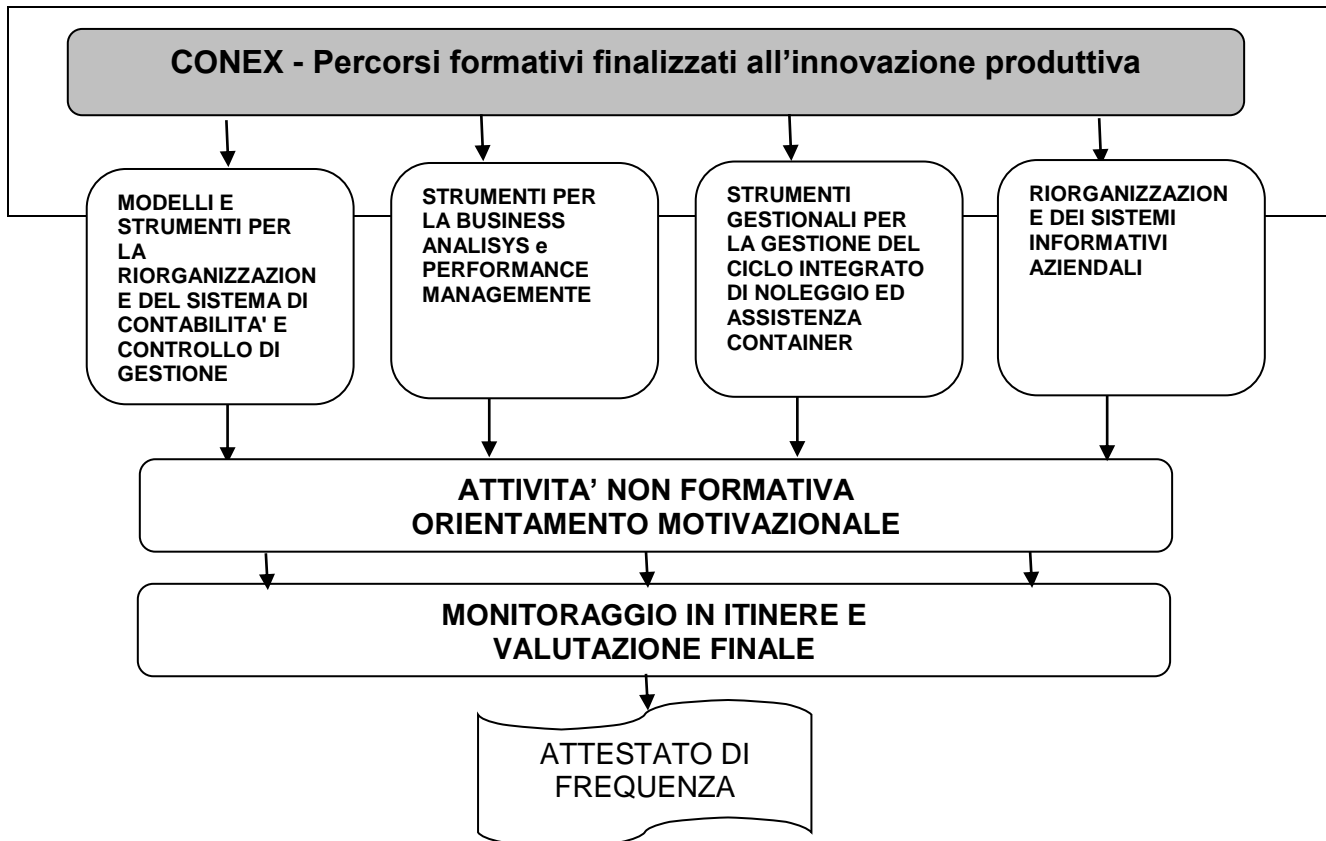 CONEX - Percorsi formativi finalizzati all’innovazione produttiva
MODELLI E
STRUMENTI PER
LA
RIORGANIZZAZION
E DEL SISTEMA DI
CONTABILITA' E
CONTROLLO DI
GESTIONE
STRUMENTI PER
LA BUSINESS
ANALISYS e
PERFORMANCE
MANAGEMENTE
STRUMENTI
GESTIONALI PER
LA GESTIONE DEL
CICLO INTEGRATO
DI NOLEGGIO ED
ASSISTENZA
CONTAINER
RIORGANIZZAZION
E DEI SISTEMI
INFORMATIVI
AZIENDALI
ATTIVITA’ NON FORMATIVA
ORIENTAMENTO MOTIVAZIONALE
MONITORAGGIO IN ITINERE E
VALUTAZIONE FINALE
ATTESTATO DI
FREQUENZA